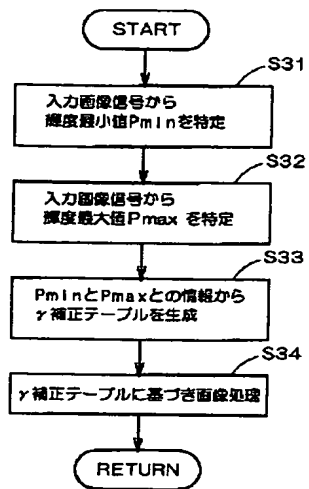 START
S31
入力画像信号から
輝度最小値Pminを特定
S32
入力画像信号から
輝度最大値Pmax を特定
S33
PminとPmaxとの情報から
γ補正テーブルを生成
S34
γ補正テーブルに基づき画像処理
RETURN